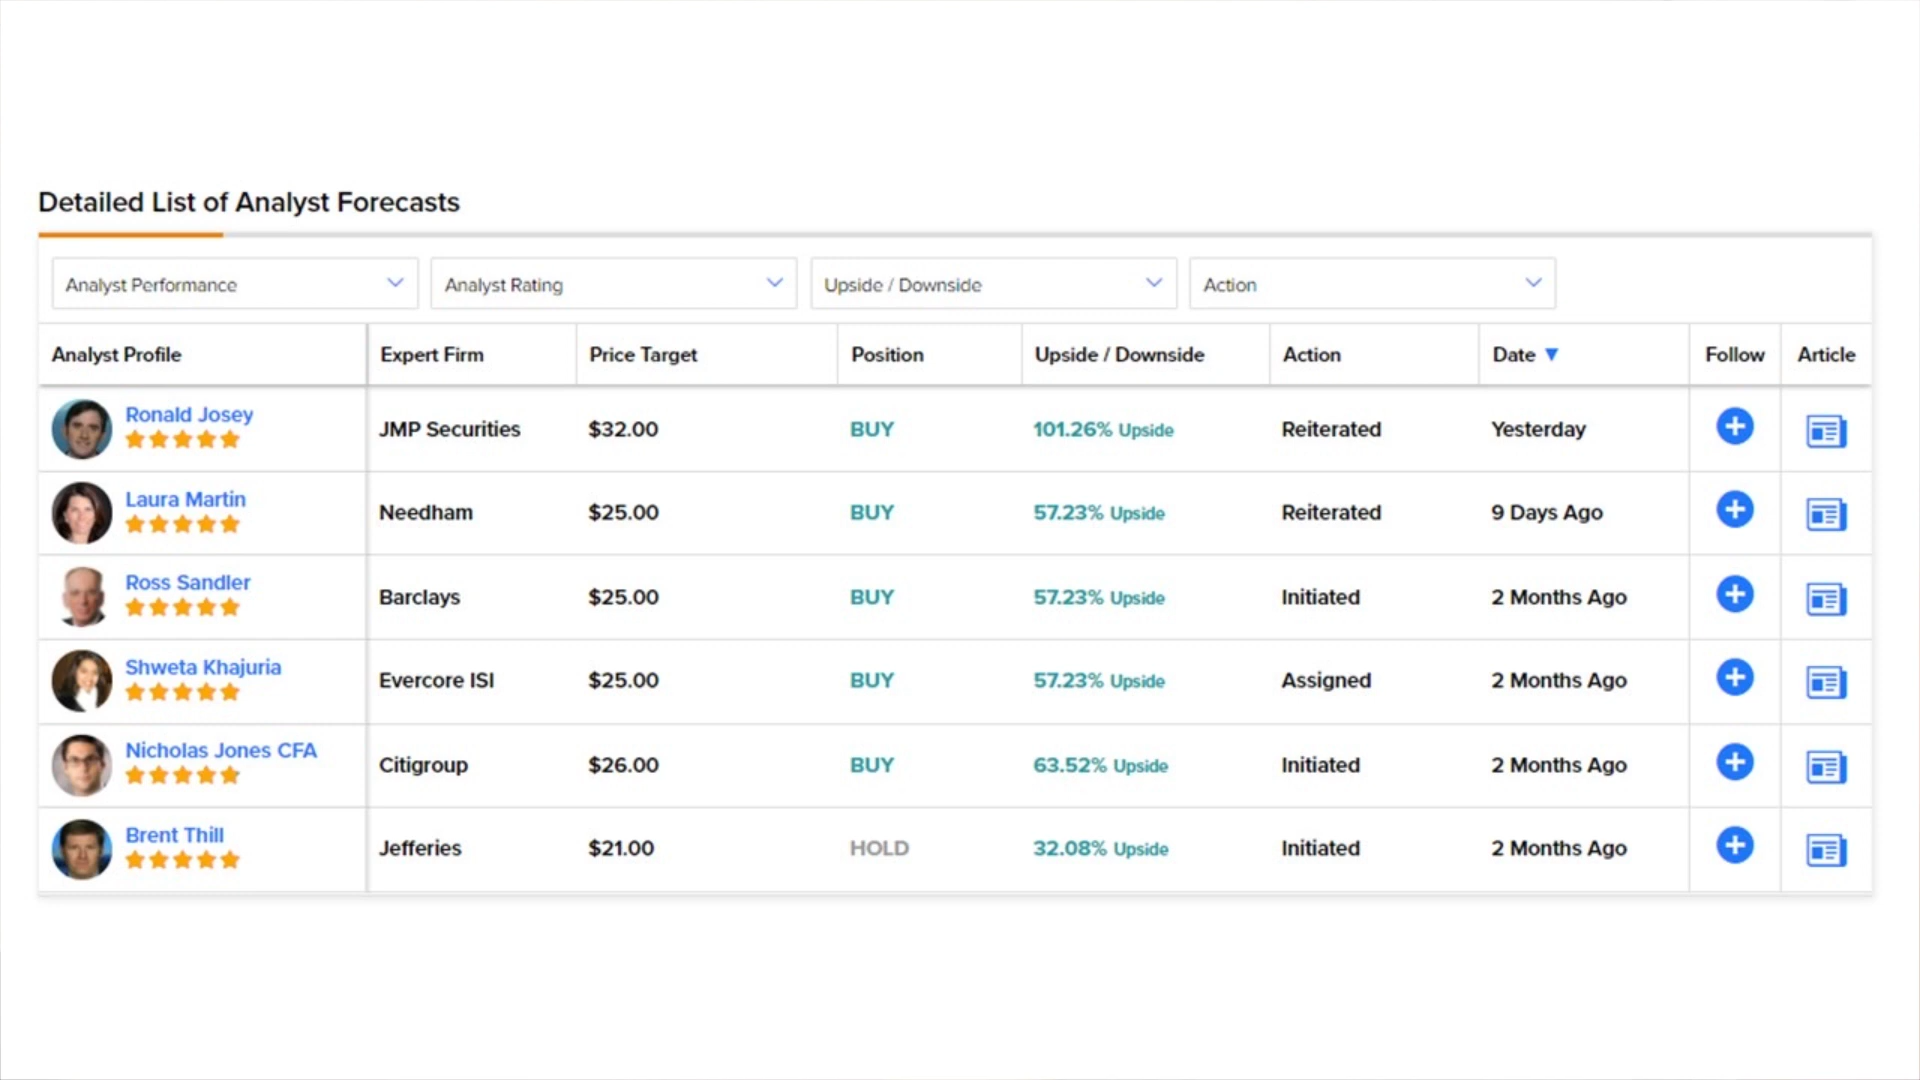 Detailed List of Analyst Forecasts
Analyst Performance Analyst Rating Upside / Downside Action
Analyst Profile Expert Firm Price Target Position Upside / Downside Action Date Follow Article
Ronald Josey JMP Securities $32.00 BUY 101.26% Upside Reiterated Yesterday
Laura Martin Needham $25.00 BUY 57.23% Upside Reiterated 9 Days Ago
Ross Sandler Barclays $25.00 BUY 57.23% Upside Initiated 2 Months Ago
Shweta Khajuria Evercore ISI $25.00 BUY 57.23% Upside Assigned 2 Months Ago
Nicholas Jones CFA Citigroup $26.00 BUY 63.52% Upside Initiated 2 Months Ago
Brent Thill Jefferies $21.00 HOLD 32.08% Upside Initiated 2 Months Ago